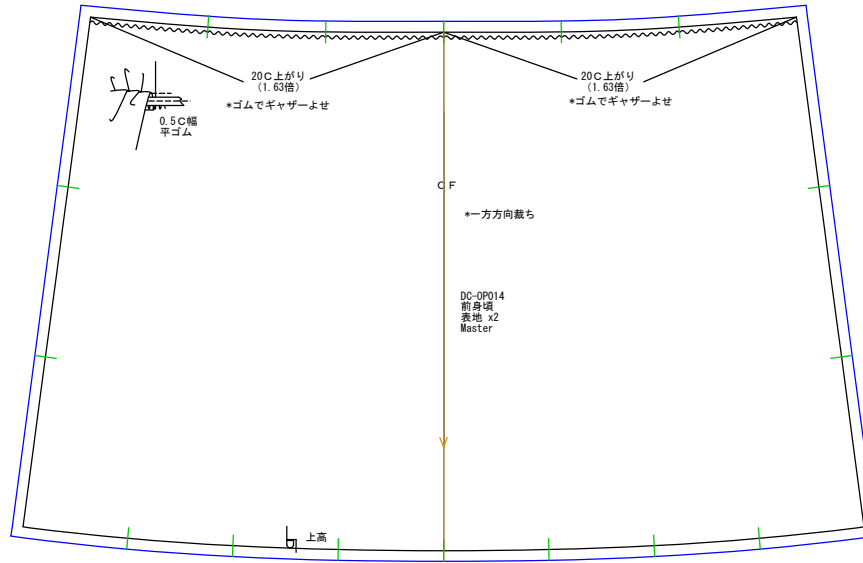 20C上がり
(1.63倍)
*ゴムでギャザーよせ
20C上がり
(1.63倍)
*ゴムでギャザーよせ
0.5C幅
平ゴム
CF
*一方方向裁ち
DC-OP014
前身頃
表地 x2
Master
上高